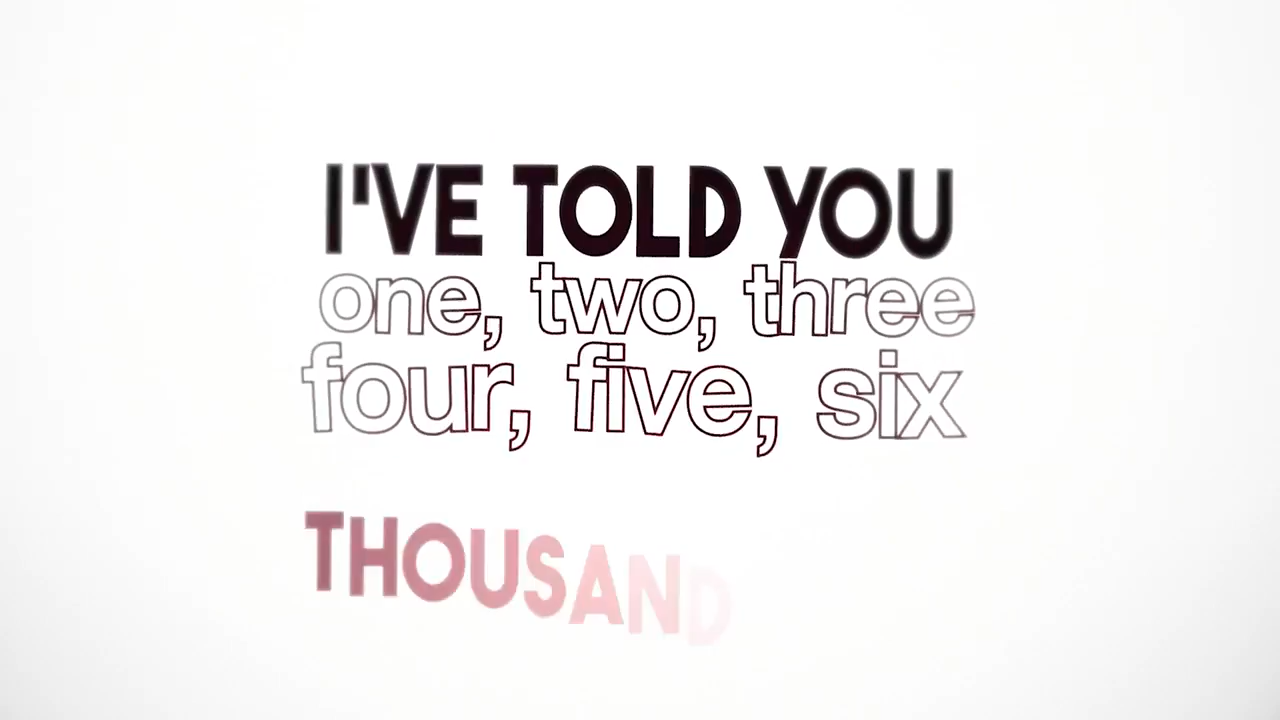 I'VE TOLD YOU
one, two, three
four, five, six
THOUSAND